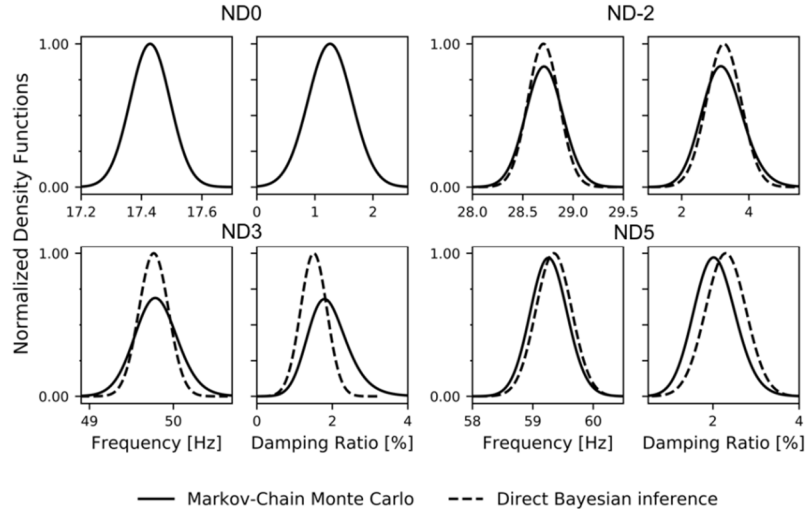 ND0
ND-2
Normalized Density Functions
1.00
0.00
17.2 17.4 17.6
0 1 2
1.00
0.00
28.0 28.5 29.0 29.5
2 4
ND3
ND5
1.00
0.00
49 50
0 2 4
1.00
0.00
58 59 60
2 4
Frequency [Hz]
Damping Ratio [%]
Frequency [Hz]
Damping Ratio [%]
Markov-Chain Monte Carlo
Direct Bayesian inference